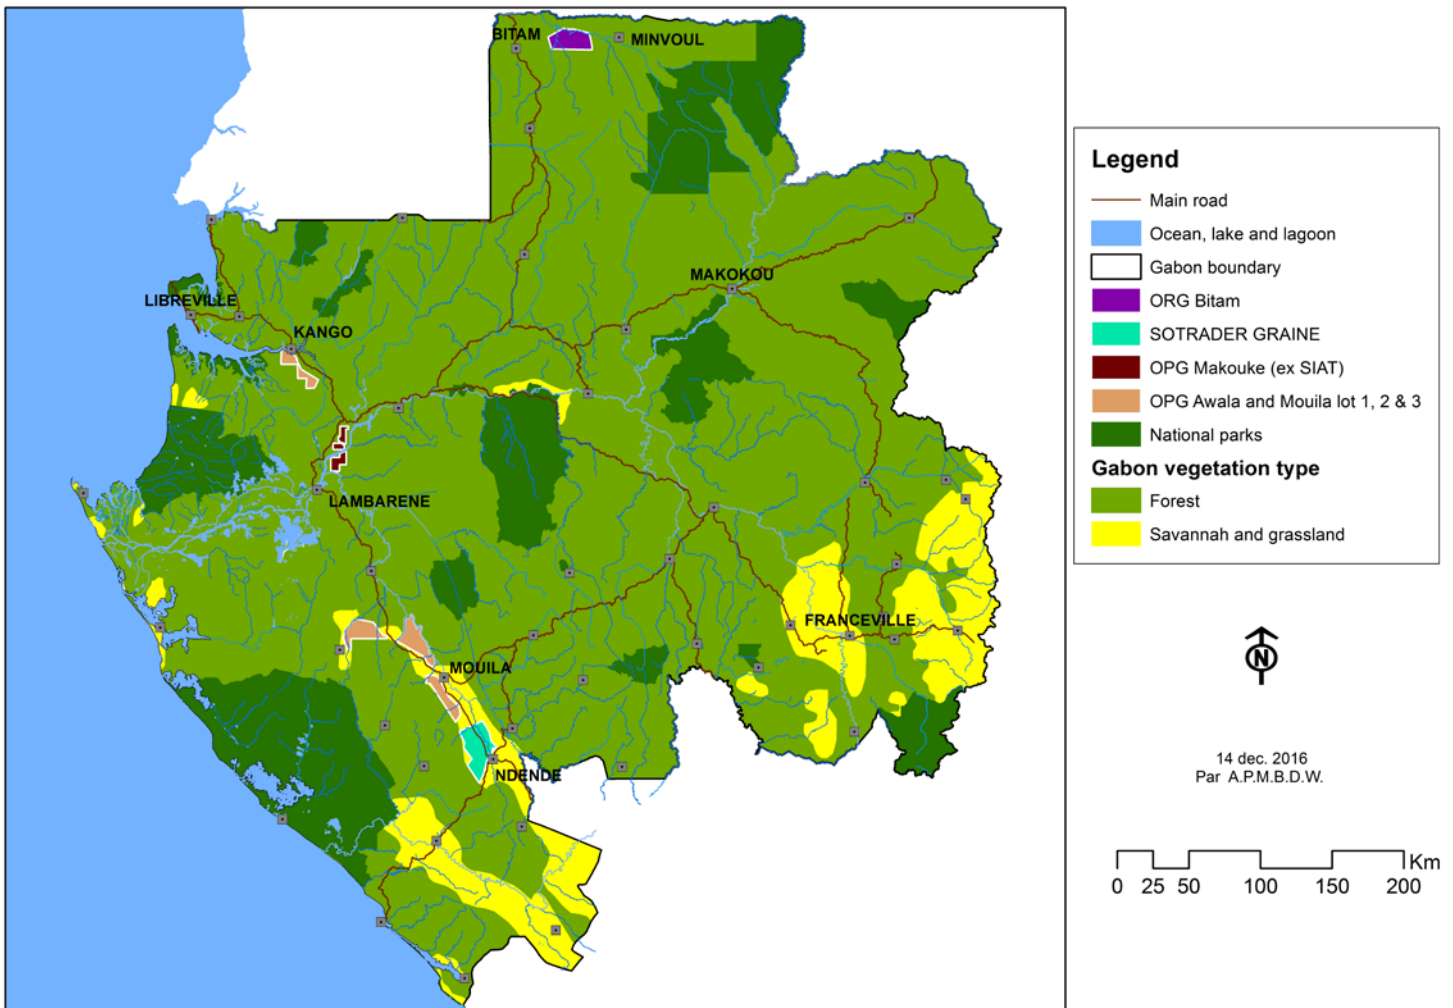 BITAM
MINVOUL
MAKOKOU
LIBREVILLE
KANGO
LAMBARENE
FRANCEVILLE
MOUILA
NDENDE
Legend
Main road
Ocean, lake and lagoon
Gabon boundary
ORG Bitam
SOTRADER GRAINE
OPG Makouke (ex SIAT)
OPG Awala and Mouila lot 1, 2 & 3
National parks
Gabon vegetation type
Forest
Savannah and grassland
N
14 dec. 2016
Par A.P.M.B.D.W.
Km
0 25 50 100 150 200